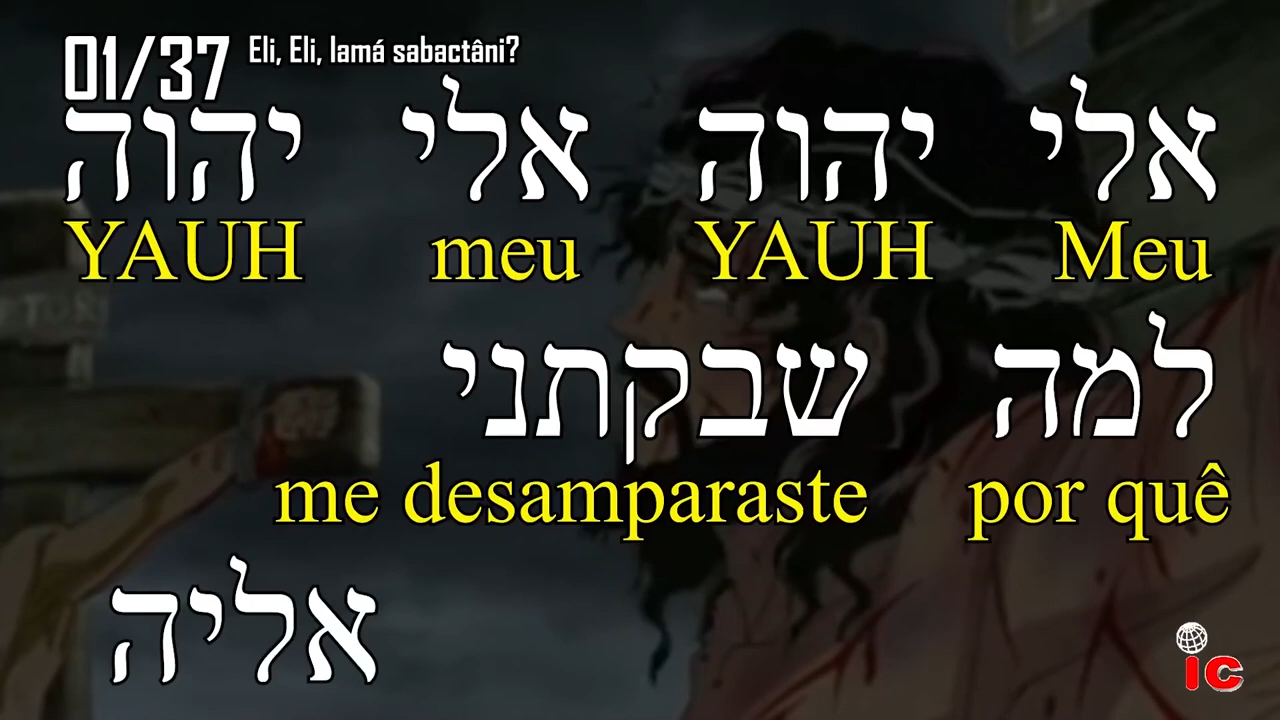 01/37 Eli, Eli, lamá sabactâni?
אלי יהוה אלי יהוה
YAUH meu YAUH Meu
למה שבקתני
me desamparaste por quê
אליה
ic